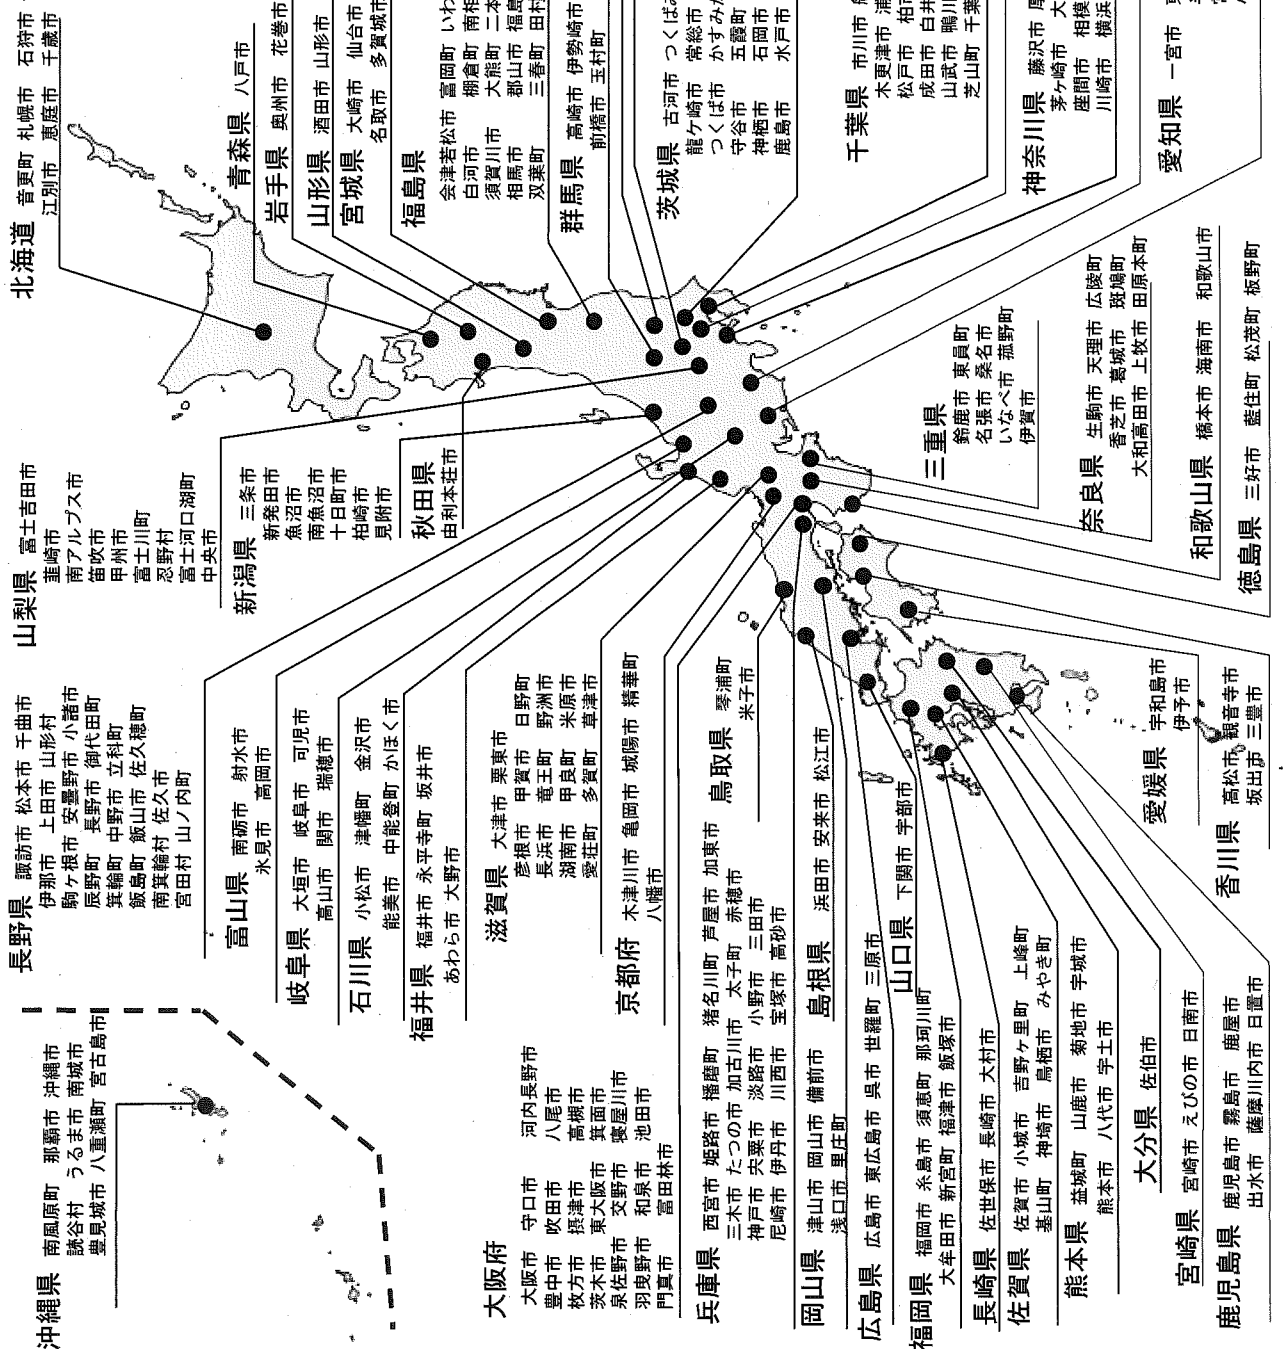 北海道 音更町 札幌市 石狩市
江別市 恵庭市 千歳市
青森県 八戸市
岩手県 奥州市 花巻市
山形県 酒田市 山形市
宮城県 大崎市 仙台市
名取市 多賀城市
福島県
会津若松市 富岡町 いわ
白河市 棚倉町 南相
須賀川市 大熊町 二本
相馬市 郡山市 福島
双葉町 三春町 田村
群馬県 高崎市 伊勢崎市
前橋市 玉村町
茨城県 古河市 つくばみ
龍ケ崎市 常総市
つくば市 かすみが
守谷市 五霞町
神栖市 石岡市
鹿島市 水戸市
千葉県 市川市
木更津市 浦
松戸市 柏市
成田市 白井
山武市 鴨川
芝山町 千葉
神奈川県 藤沢市 厚
茅ヶ崎市 大
座間市 相模
川崎市 横浜
愛知県 一宮市
山梨県 富士吉田市
韮崎市
南アルプス市
笛吹市
甲州市
富士川町
忍野村
富士河口湖町
中央市
新潟県 三条市
新発田市
魚沼市
南魚沼市
十日町市
柏崎市
見附市
秋田県
由利本荘市
三重県
鈴鹿市 東員町
名張市 桑名市
いなべ市 菰野町
伊賀市
奈良県 生駒市 天理市 広陵町
香芝市 葛城市 斑鳩町
大和高田市 上牧市 田原本町
和歌山県 橋本市 海南市 和歌山市
徳島県 三好市 藍住町 松茂町 板野町
長野県 諏訪市 松本市 千曲市
伊那市 上田市 山形村
駒ヶ根市 安曇野市 小諸市
辰野町 長野市 御代田町
箕輪町 中野市 立科町
飯島町 飯山市 佐久穂町
南箕輪村 佐久市
宮田村 山ノ内町
富山県 南砺市 射水市
氷見市 高岡市
岐阜県 大垣市 岐阜市 可児市
高山市 関市 瑞穂市
石川県 小松市 津幡町 金沢市
能美市 中能登町 かほく市
福井県 福井市 永平寺町 坂井市
あわら市 大野市
滋賀県 大津市 栗東市
彦根市 甲賀市 日野町
長浜市 竜王町 野洲市
湖南市 甲良町 米原市
愛荘町 多賀町 草津市
京都府 木津川市 亀岡市 城陽市 精華町
八幡市
鳥取県 琴浦町
米子市
島根県 浜田市 安来市 松江市
山口県 下関市 宇部市
愛媛県 宇和島市
伊予市
香川県 高松市 観音寺市
坂出市 三豊市
沖縄県 南風原町 那覇市 沖縄市
読谷村 うるま市 南城市
豊見城市 八重瀬町 宮古島市
大阪府
大阪市 守口市 河内長野市
豊中市 吹田市 八尾市
枚方市 摂津市 高槻市
茨木市 東大阪市 箕面市
泉佐野市 交野市 寝屋川市
羽曳野市 和泉市 池田市
門真市 富田林市
兵庫県 西宮市 姫路市 播磨町 猪名川町 芦屋市 加東市
三木市 たつの市 加古川市 太子町 赤穂市
神戸市 宍粟市 淡路市 小野市 三田市
尼崎市 伊丹市 川西市 宝塚市 高砂市
岡山県 津山市 岡山市 備前市
浅口市 里庄町
広島県 広島市 東広島市 呉市 世羅町 三原市
福岡県 福岡市 糸島市 須恵町 那珂川町
大牟田市 新宮町 福津市 飯塚市
長崎県 佐世保市 長崎市 大村市
佐賀県 佐賀市 小城市 吉野ヶ里町 上峰町
基山町 神埼市 鳥栖市 みやき町
熊本県 益城町 山鹿市 菊地市 宇城市
熊本市 八代市 宇土市
大分県 佐伯市
宮崎県 宮崎市 えびの市 日南市
鹿児島県 鹿児島市 霧島市 鹿屋市
出水市 薩摩川内市 日置市